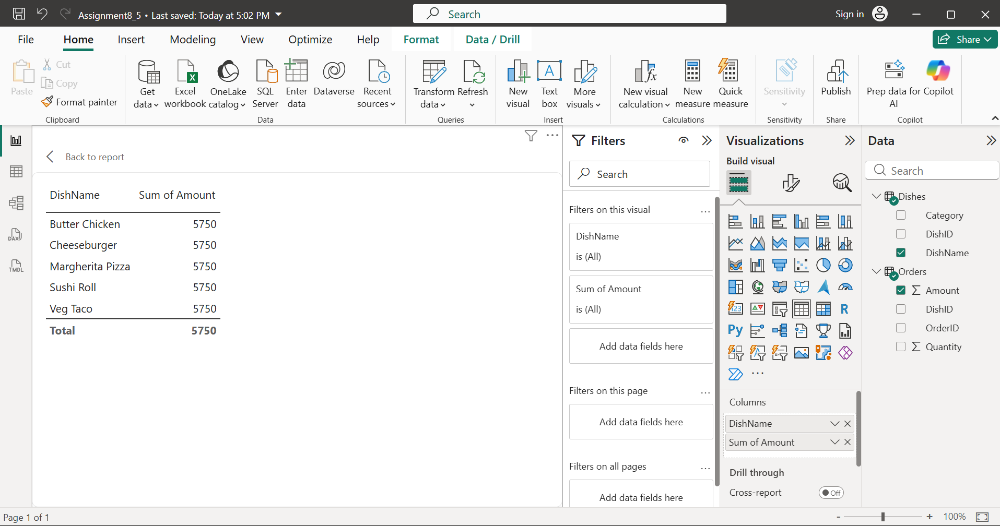 Assignment8_5 • Last saved: Today at 5:02 PM
Search
Sign in
File
Home
Insert
Modeling
View
Optimize
Help
Format
Data / Drill
Share
Paste
Cut
Copy
Format painter
Clipboard
Get data
Excel workbook
OneLake catalog
SQL Server
Enter data
Dataverse
Recent sources
Data
Transform data
Refresh
Queries
New visual
Text box
More visuals
Insert
New visual calculation
New measure
Quick measure
Calculations
Sensitivity
Sensitivity
Publish
Share
Prep data for AI
Copilot
Copilot
Back to report
DishName Sum of Amount
Butter Chicken 5750
Cheeseburger 5750
Margherita Pizza 5750
Sushi Roll 5750
Veg Taco 5750
Total 5750
DAX
TMDL
Filters
Search
Filters on this visual
DishName
is (All)
Sum of Amount
is (All)
Add data fields here
Filters on this page
Add data fields here
Filters on all pages
Add data fields here
Visualizations
Build visual
123
R
Py
Columns
DishName
Sum of Amount
Drill through
Cross-report
Off
Data
Search
Dishes
Category
DishID
DishName
Orders
Amount
DishID
OrderID
Quantity
Page 1 of 1
- + 100%